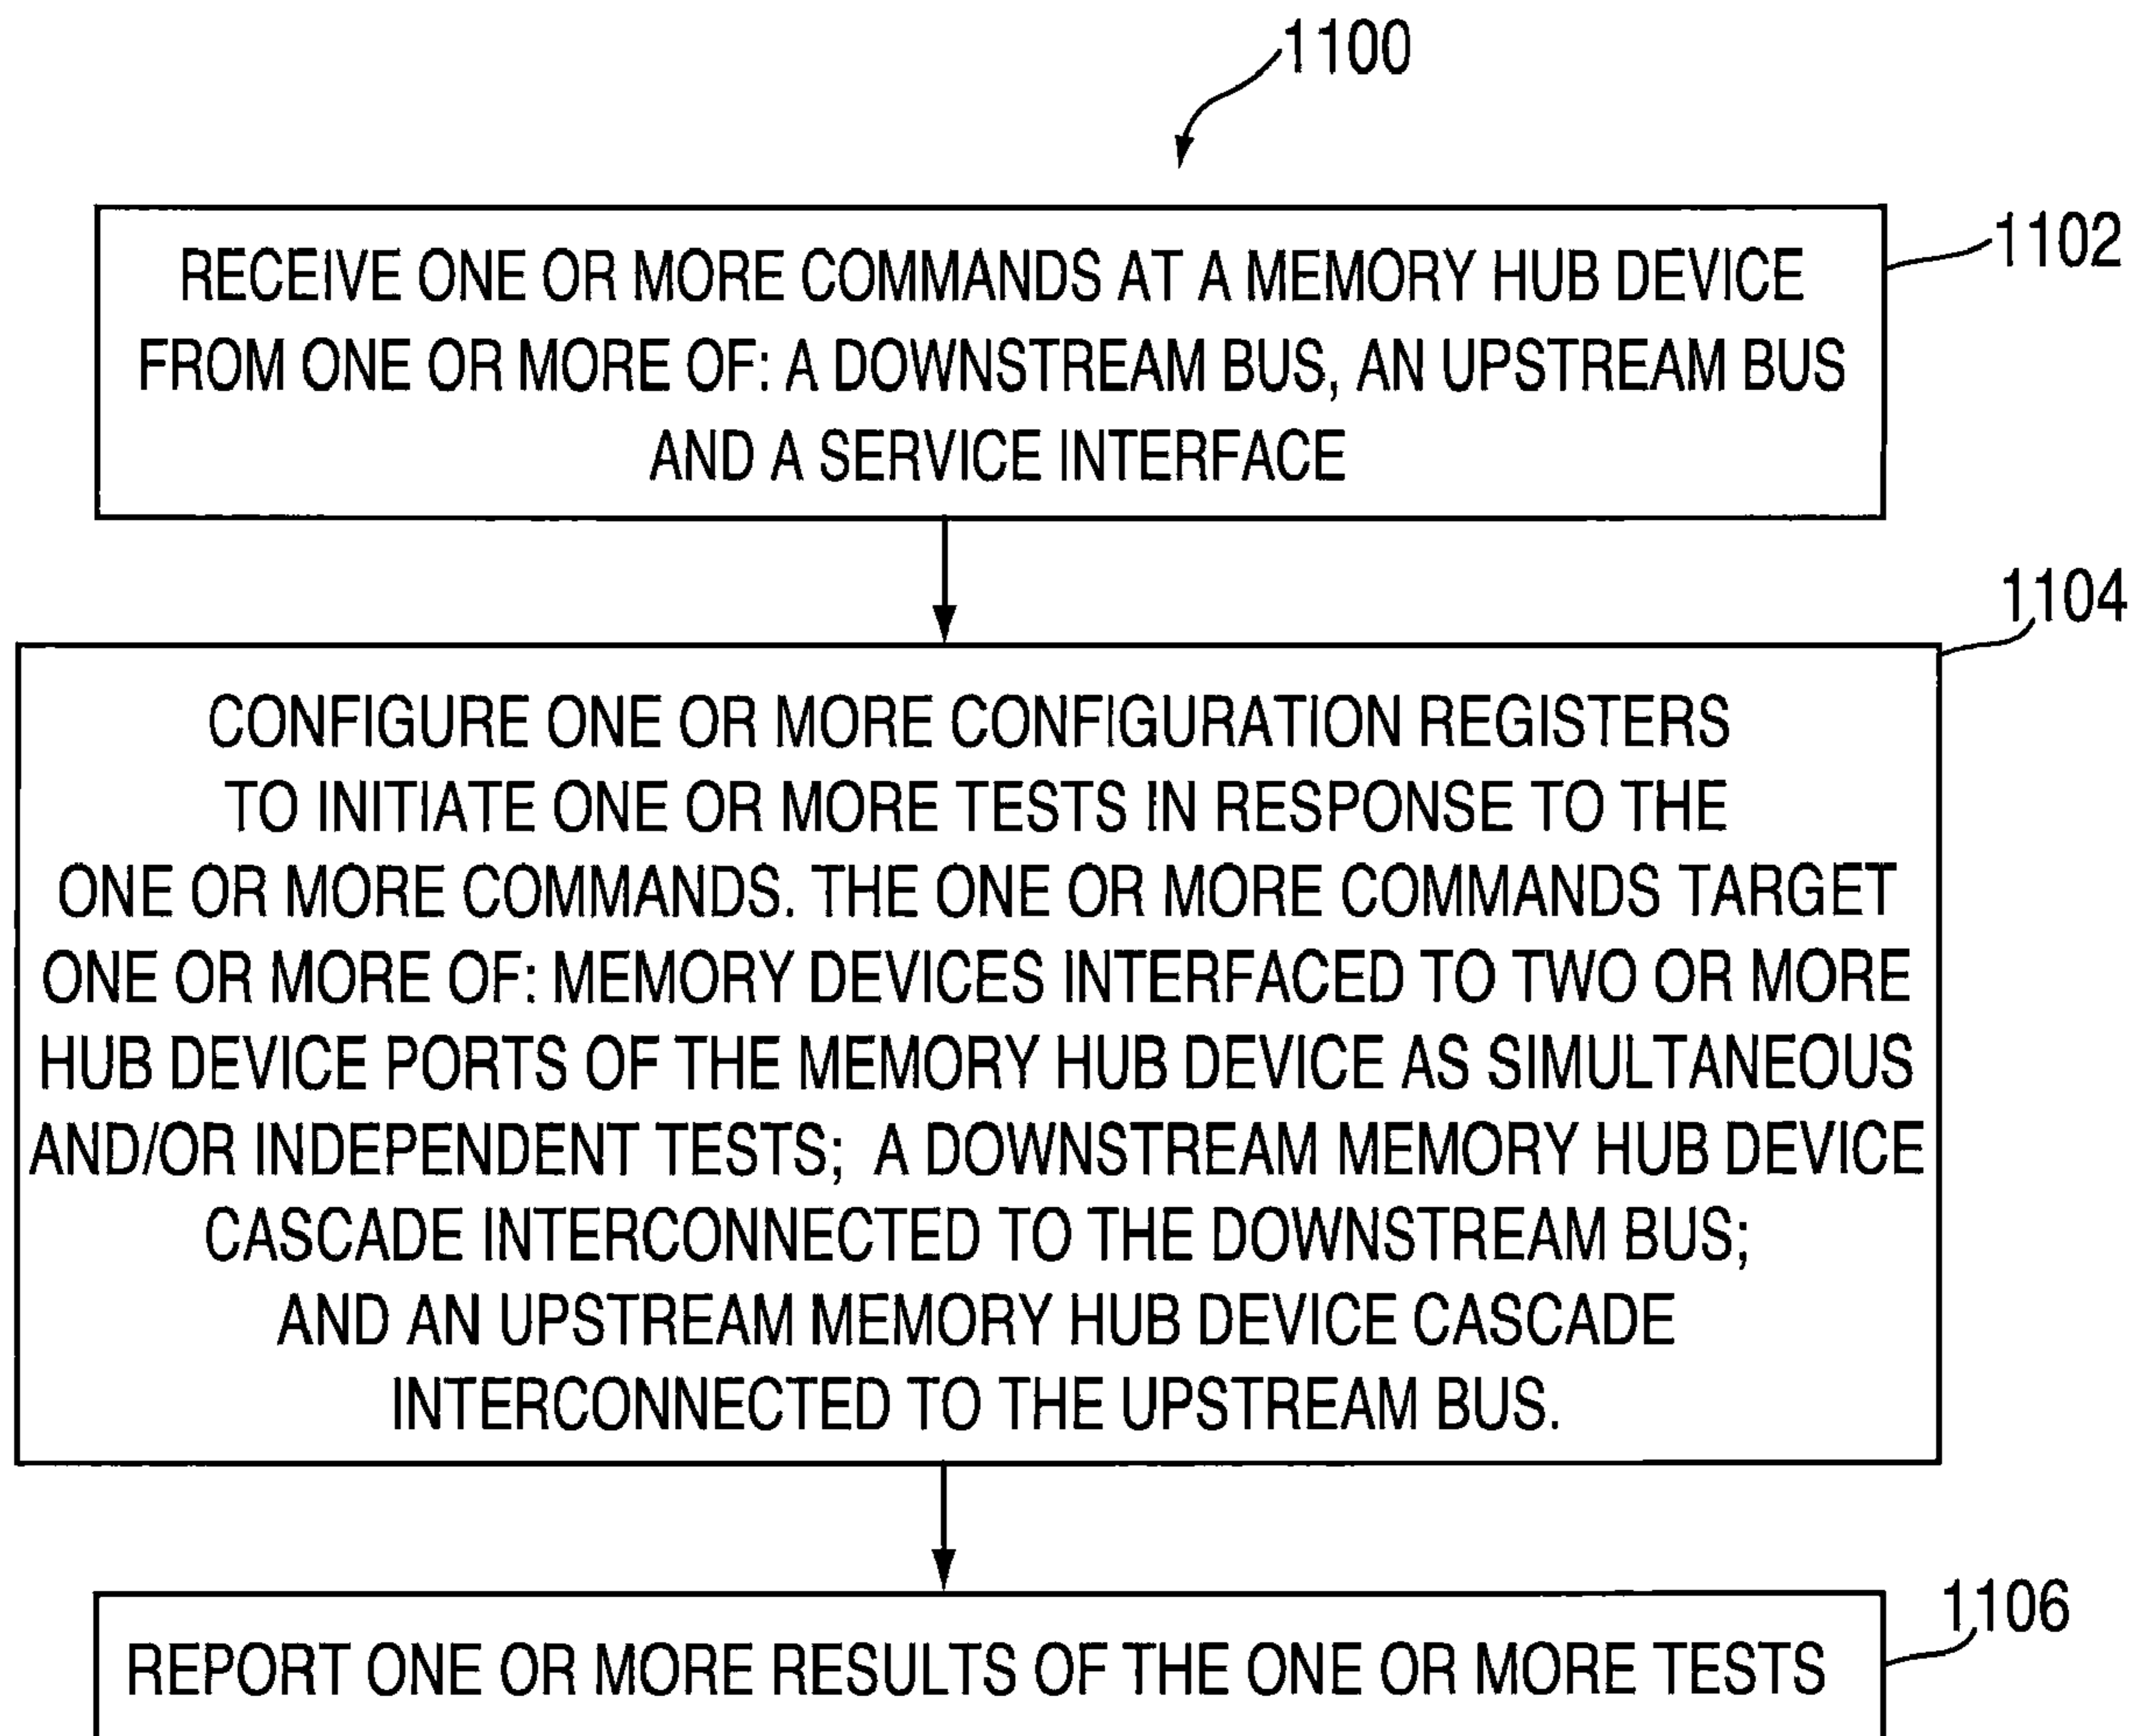 1100
RECEIVE ONE OR MORE COMMANDS AT A MEMORY HUB DEVICE
FROM ONE OR MORE OF: A DOWNSTREAM BUS, AN UPSTREAM BUS
AND A SERVICE INTERFACE
1102
1104
CONFIGURE ONE OR MORE CONFIGURATION REGISTERS
TO INITIATE ONE OR MORE TESTS IN RESPONSE TO THE
ONE OR MORE COMMANDS. THE ONE OR MORE COMMANDS TARGET
ONE OR MORE OF: MEMORY DEVICES INTERFACED TO TWO OR MORE
HUB DEVICE PORTS OF THE MEMORY HUB DEVICE AS SIMULTANEOUS
AND/OR INDEPENDENT TESTS; A DOWNSTREAM MEMORY HUB DEVICE
CASCADE INTERCONNECTED TO THE DOWNSTREAM BUS;
AND AN UPSTREAM MEMORY HUB DEVICE CASCADE
INTERCONNECTED TO THE UPSTREAM BUS.
1106
REPORT ONE OR MORE RESULTS OF THE ONE OR MORE TESTS